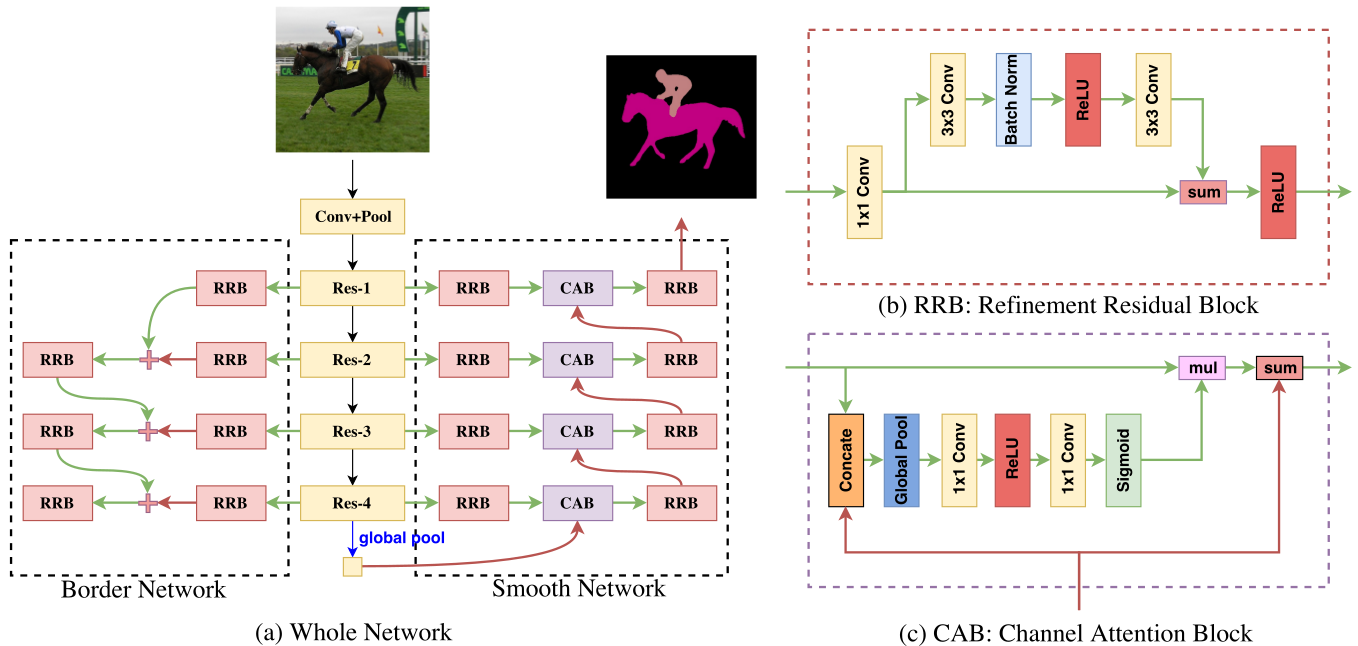 Conv+Pool
RRB Res-1 RRB CAB RRB
RRB RRB Res-2 RRB CAB RRB
RRB RRB Res-3 RRB CAB RRB
RRB RRB Res-4 RRB CAB RRB
global pool
Border Network Smooth Network
(a) Whole Network
1x1 Conv
3x3 Conv
Batch Norm
ReLU
3x3 Conv
sum
ReLU
(b) RRB: Refinement Residual Block
mul sum
Concate
Global Pool
1x1 Conv
ReLU
1x1 Conv
Sigmoid
(c) CAB: Channel Attention Block